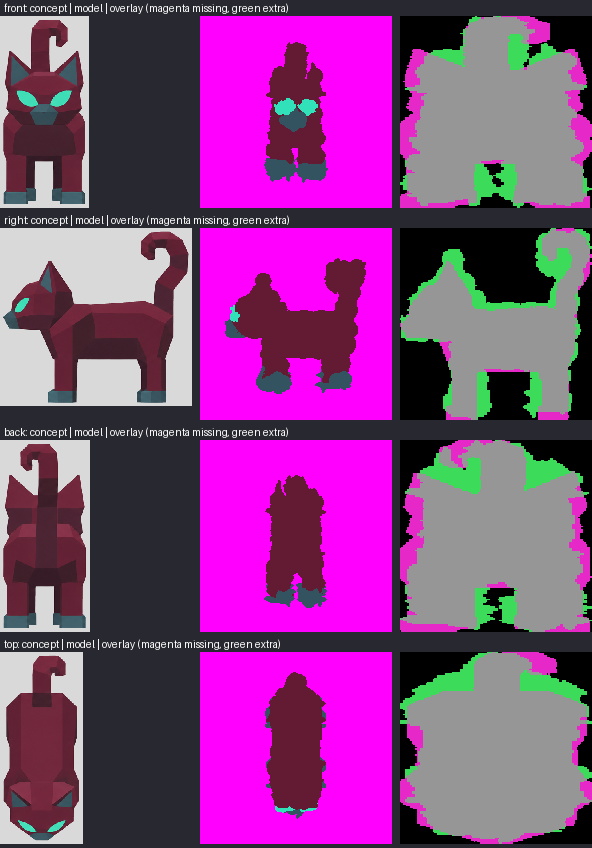 front: concept | model | overlay (magenta missing, green extra)
right: concept | model | overlay (magenta missing, green extra)
back: concept | model | overlay (magenta missing, green extra)
top: concept | model | overlay (magenta missing, green extra)